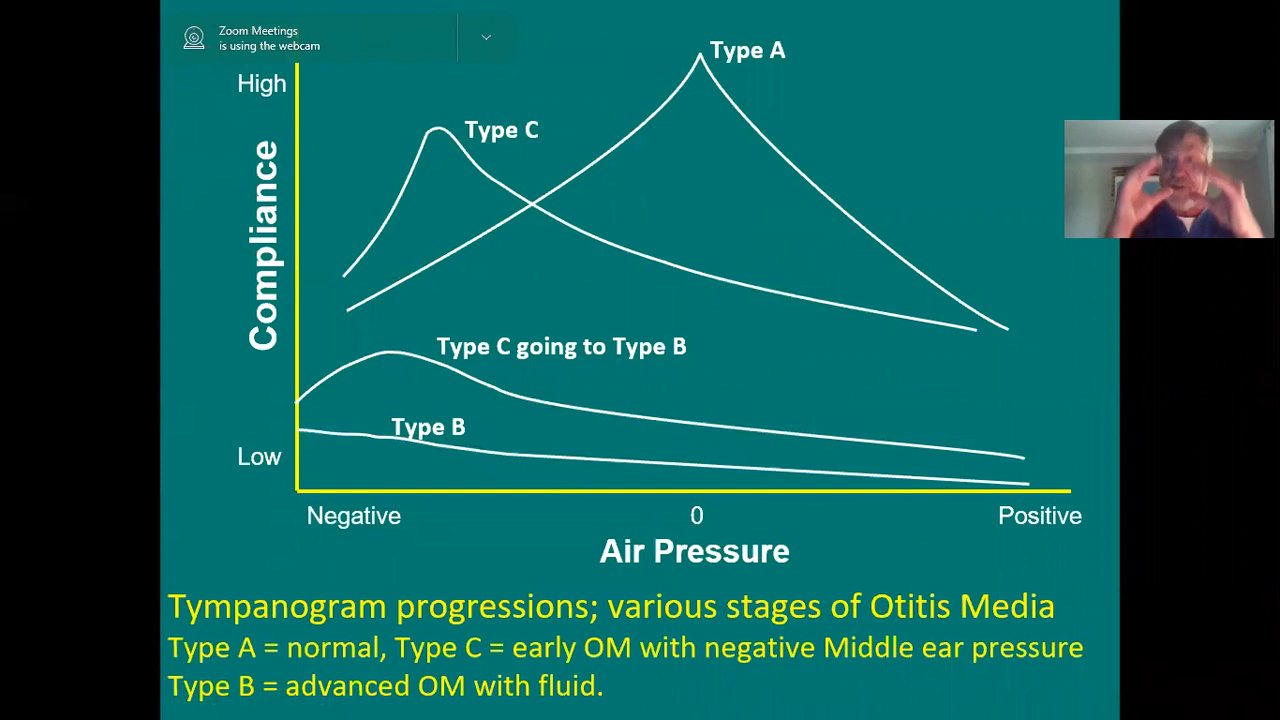 Zoom Meetings
is using the webcam
Type A
High
Type C
Compliance
Type C going to Type B
Type B
Low
Negative
0
Positive
Air Pressure
Tympanogram progressions; various stages of Otitis Media
Type A = normal, Type C = early OM with negative Middle ear pressure
Type B = advanced OM with fluid.